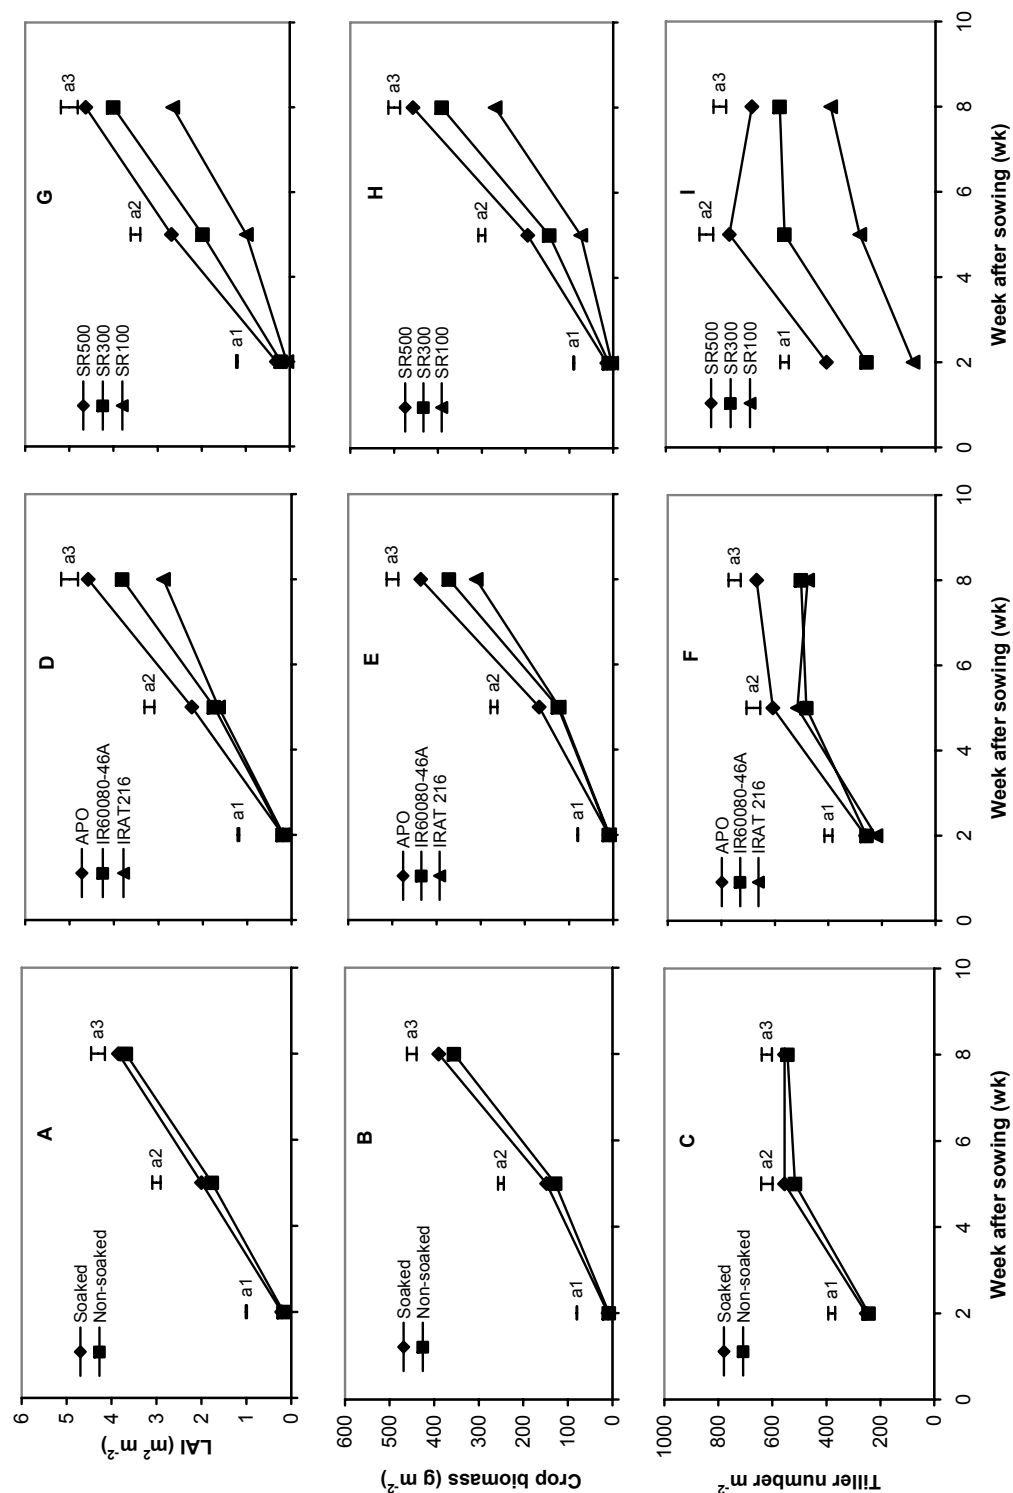 A
Soaked
Non-soaked
a1
a2
a3
6
5
4
3
2
1
0
LAI (m² m⁻²)
D
APO
IR60080-46A
IRAT216
a1
a2
a3
G
SR500
SR300
SR100
a1
a2
a3
B
Soaked
Non-soaked
a1
a2
a3
600
500
400
300
200
100
0
Crop biomass (g m⁻²)
E
APO
IR60080-46A
IRAT 216
a1
a2
a3
H
SR500
SR300
SR100
a1
a2
a3
C
Soaked
Non-soaked
a1
a2
a3
1000
800
600
400
200
0
Tiller number m⁻²
0 2 4 6 8 10
Week after sowing (wk)
F
APO
IR60080-46A
IRAT 216
a1
a2
a3
0 2 4 6 8 10
Week after sowing (wk)
I
SR500
SR300
SR100
a1
a2
a3
0 2 4 6 8 10
Week after sowing (wk)